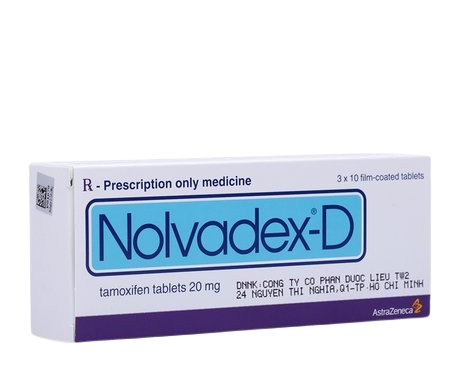 ℞ - Prescription only medicine
3 x 10 film-coated tablets
Nolvadex®-D
tamoxifen tablets 20 mg
DNNK:CONG TY CO PHAN DUOC LIEU TW2
24 NGUYEN THI NGHIA,Q1-TP.HO CHI MINH
AstraZeneca